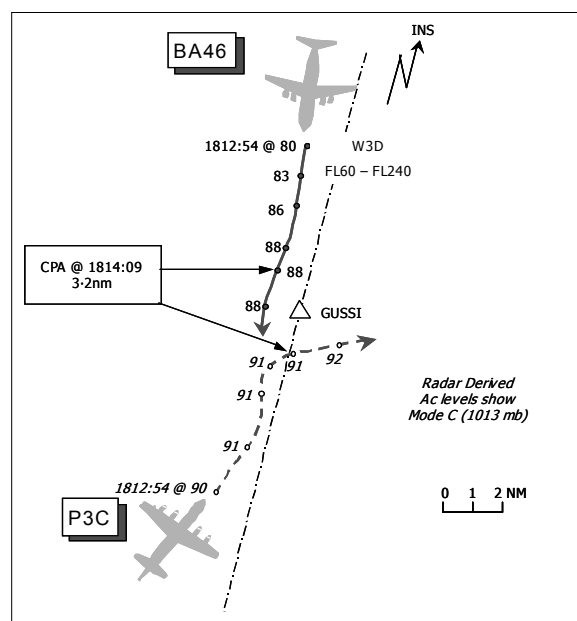 INS
BA46
1812:54 @ 80
W3D
83
FL60 – FL240
86
88
CPA @ 1814:09
3·2nm
88
88
GUSSI
91
91
92
91
91
Radar Derived
Ac levels show
Mode C (1013 mb)
1812:54 @ 90
P3C
0 1 2 NM